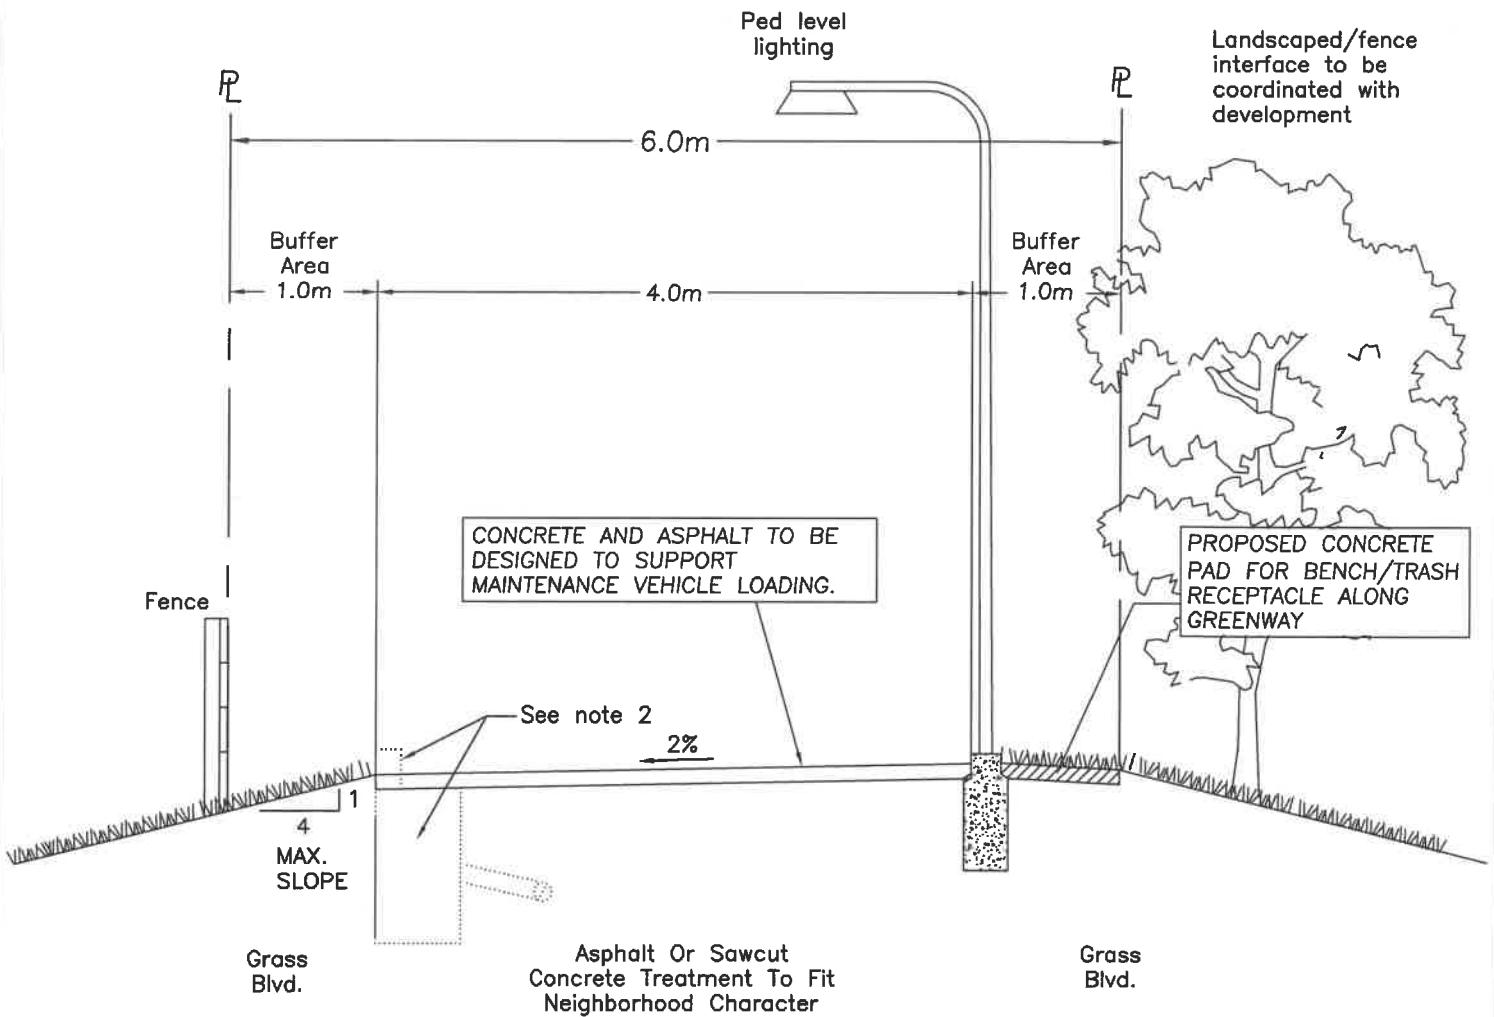 Ped level
lighting
Landscaped/fence
interface to be
coordinated with
development
PL
PL
6.0m
Buffer
Area
1.0m
4.0m
Buffer
Area
1.0m
CONCRETE AND ASPHALT TO BE
DESIGNED TO SUPPORT
MAINTENANCE VEHICLE LOADING.
PROPOSED CONCRETE
PAD FOR BENCH/TRASH
RECEPTACLE ALONG
GREENWAY
Fence
See note 2
2%
1
4
MAX.
SLOPE
Grass
Blvd.
Asphalt Or Sawcut
Concrete Treatment To Fit
Neighborhood Character
Grass
Blvd.